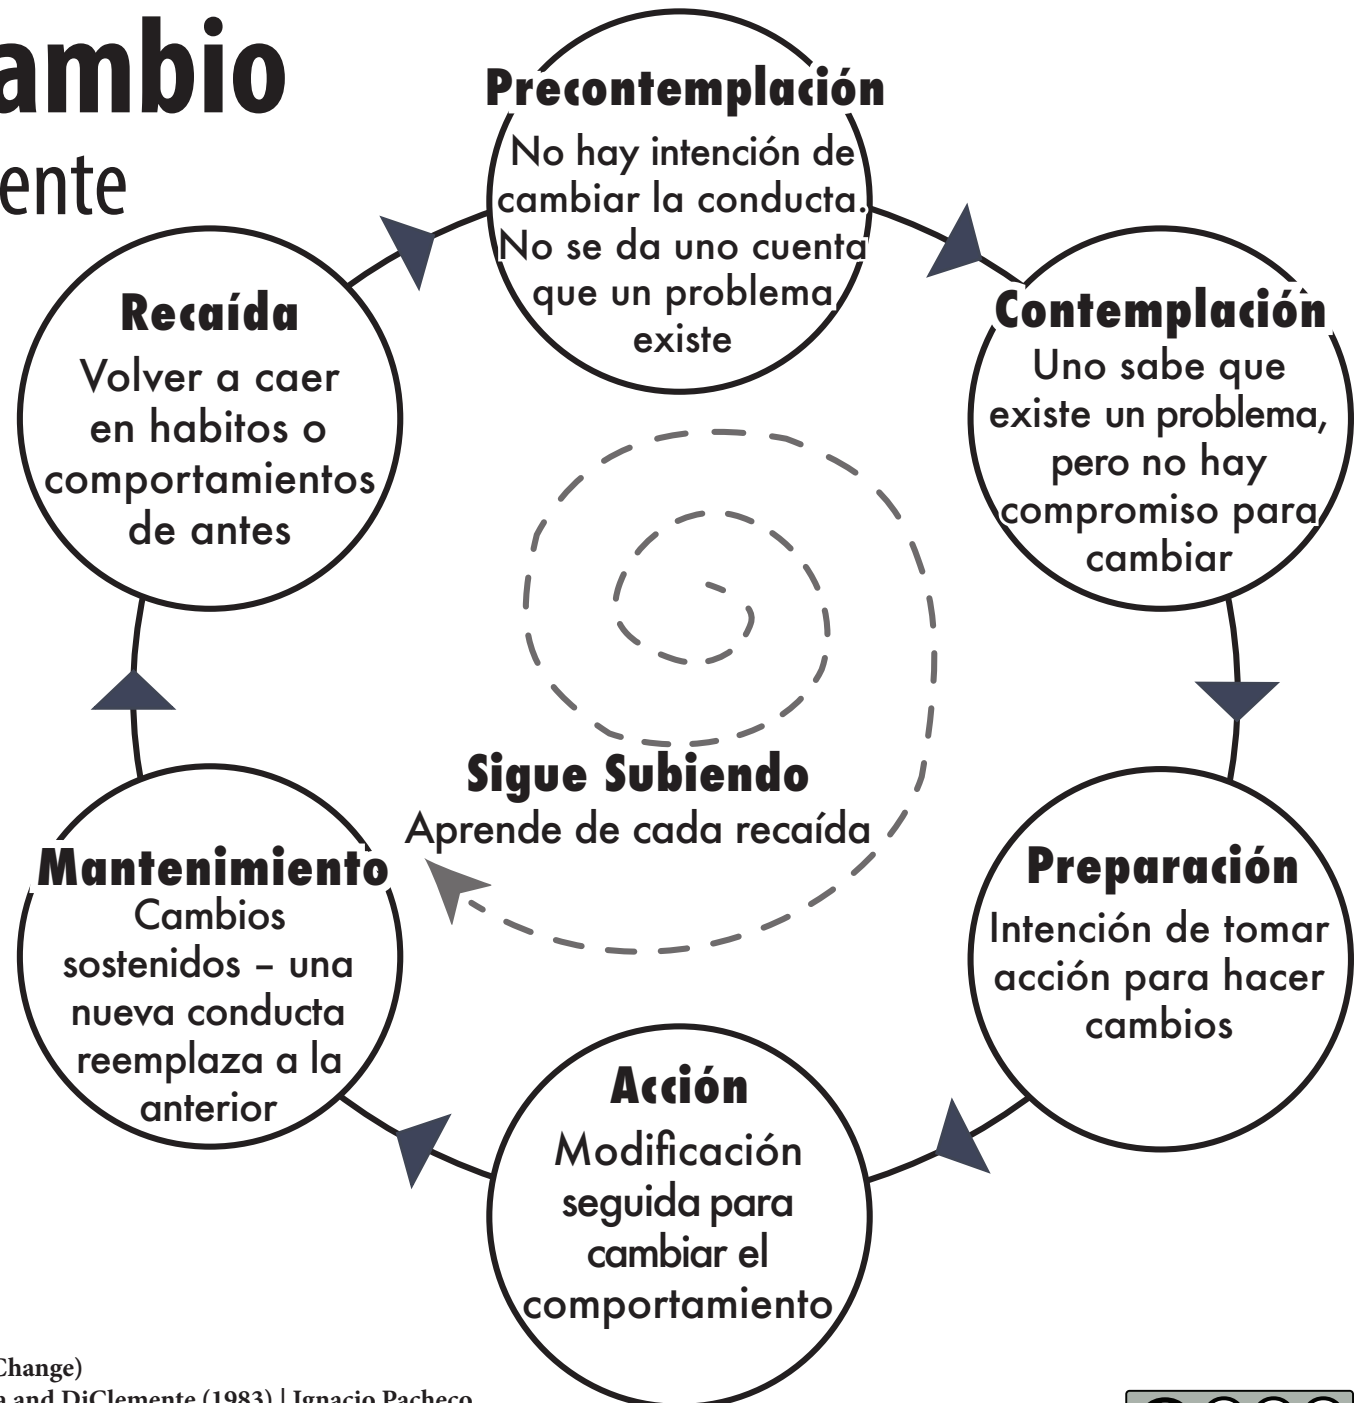 ambio
ente
Precontemplación
No hay intención de
cambiar la conducta.
No se da uno cuenta
que un problema
existe
Contemplación
Uno sabe que
existe un problema,
pero no hay
compromiso para
cambiar
Preparación
Intención de tomar
acción para hacer
cambios
Acción
Modificación
seguida para
cambiar el
comportamiento
Mantenimiento
Cambios
sostenidos – una
nueva conducta
reemplaza a la
anterior
Recaída
Volver a caer
en habitos o
comportamientos
de antes
Sigue Subiendo
Aprende de cada recaída
Change)
a and DiClemente (1983) | Ignacio Pacheco